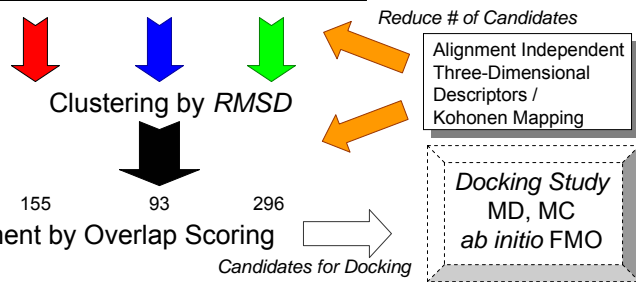 Reduce # of Candidates
Alignment Independent
Three-Dimensional
Descriptors /
Kohonen Mapping
Clustering by RMSD
155 93 296
ment by Overlap Scoring
Candidates for Docking
Docking Study
MD, MC
ab initio FMO